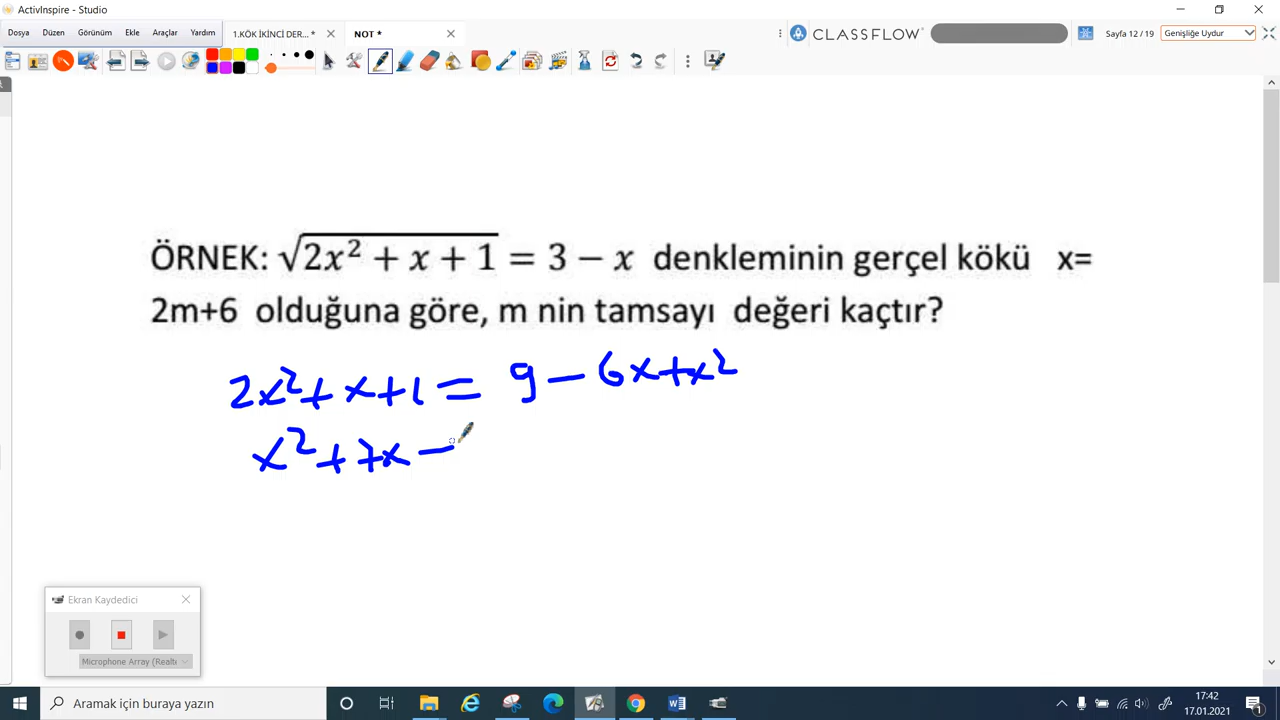 ActivInspire - Studio
Dosya Düzen Görünüm Ekle Araçlar Yardım
1.KÖK İKİNCİ DER... *
NOT *
CLASSFLOW
Sayfa 12 / 19
Genişliğe Uydur
ÖRNEK: √(2x² + x + 1) = 3 − x denkleminin gerçel kökü x=
2m+6 olduğuna göre, m nin tamsayı değeri kaçtır?
2x²+x+1 = 9 − 6x+x²
x²+7x −
Ekran Kaydedici
Microphone Array (Realte
Aramak için buraya yazın
17:42
17.01.2021
1